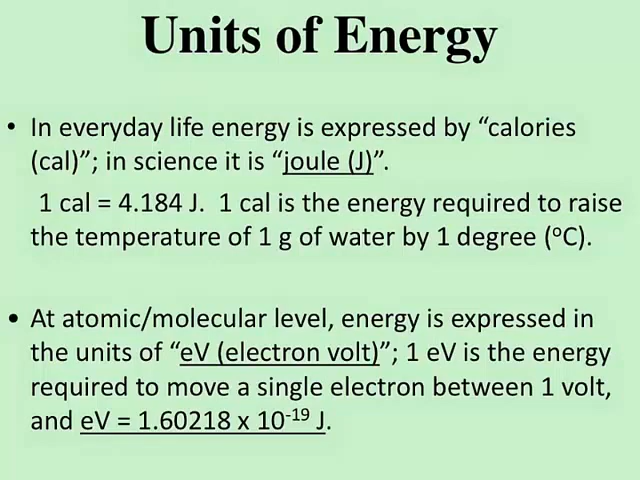 Units of Energy
• In everyday life energy is expressed by “calories
(cal)”; in science it is “joule (J)”.
1 cal = 4.184 J.  1 cal is the energy required to raise
the temperature of 1 g of water by 1 degree (ºC).
• At atomic/molecular level, energy is expressed in
the units of “eV (electron volt)”; 1 eV is the energy
required to move a single electron between 1 volt,
and eV = 1.60218 x 10⁻¹⁹ J.